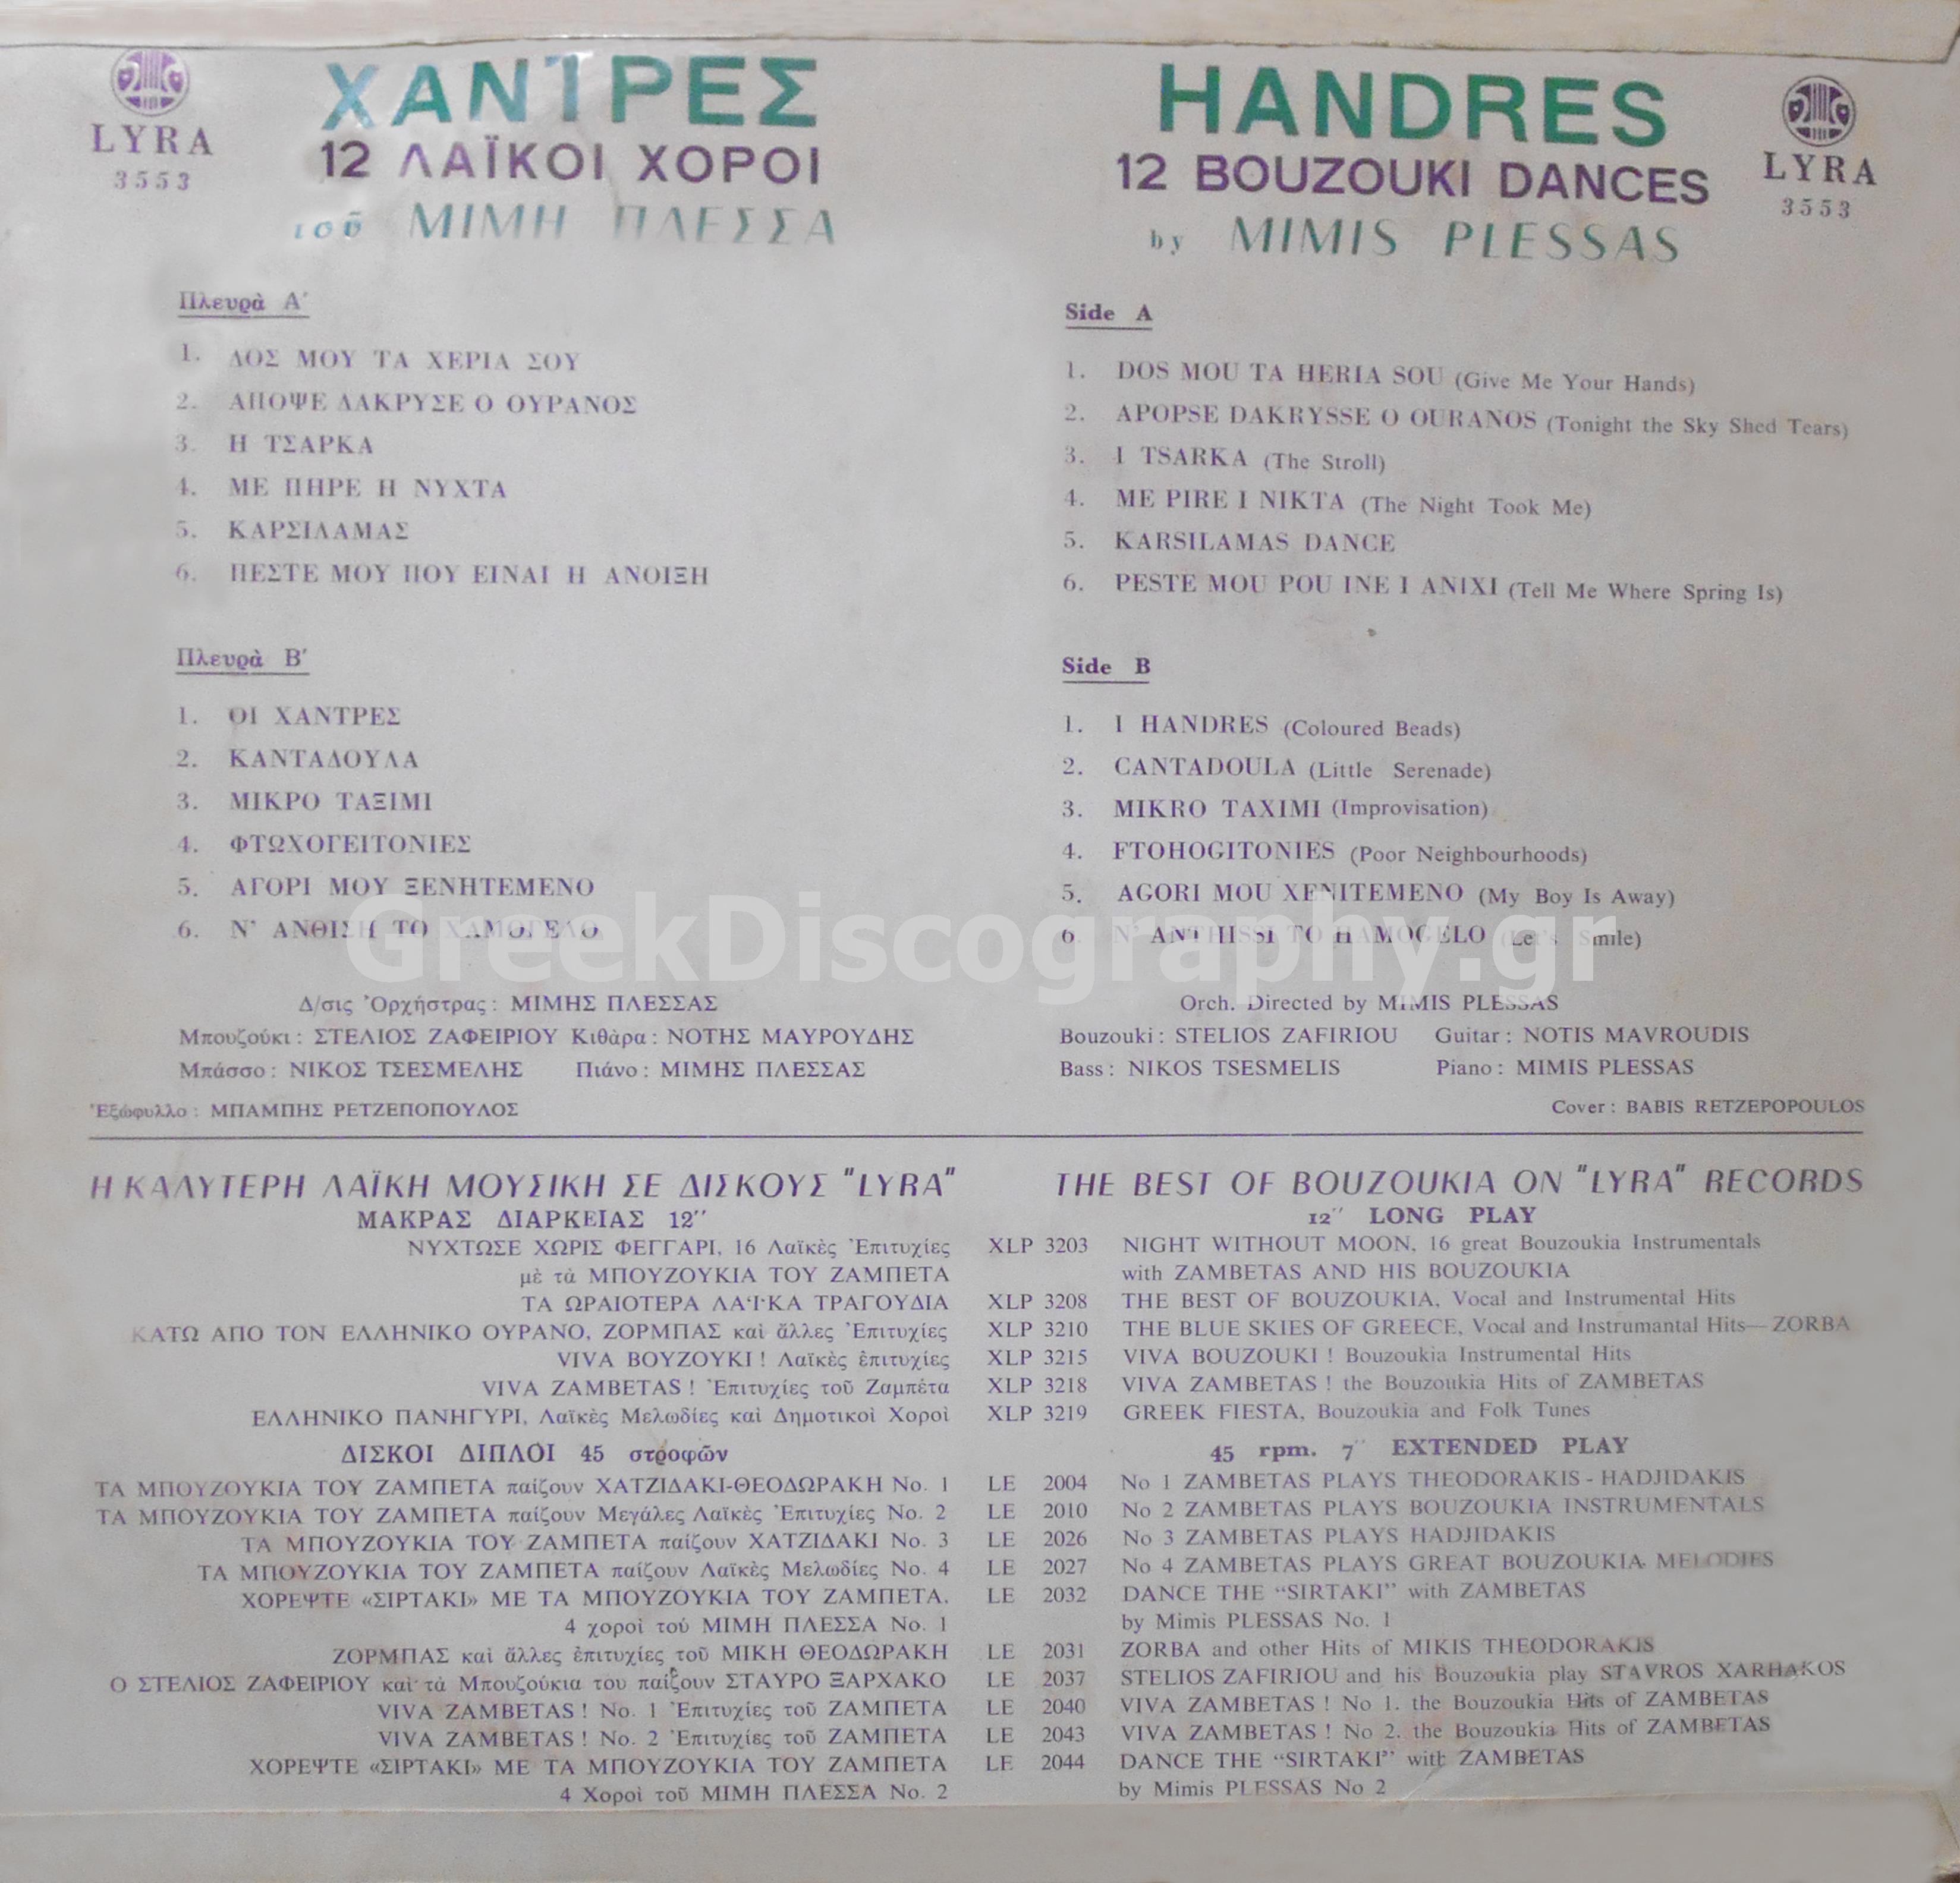 LYRA
3553
ΧΑΝΤΡΕΣ
12 ΛΑΪΚΟΙ ΧΟΡΟΙ
τοῦ ΜΙΜΗ ΠΛΕΣΣΑ
Πλευρὰ Α′
1. ΔΟΣ ΜΟΥ ΤΑ ΧΕΡΙΑ ΣΟΥ
2. ΑΠΟΨΕ ΔΑΚΡΥΣΕ Ο ΟΥΡΑΝΟΣ
3. Η ΤΣΑΡΚΑ
4. ΜΕ ΠΗΡΕ Η ΝΥΧΤΑ
5. ΚΑΡΣΙΛΑΜΑΣ
6. ΠΕΣΤΕ ΜΟΥ ΠΟΥ ΕΙΝΑΙ Η ΑΝΟΙΞΗ
Πλευρὰ Β′
1. ΟΙ ΧΑΝΤΡΕΣ
2. ΚΑΝΤΑΔΟΥΛΑ
3. ΜΙΚΡΟ ΤΑΞΙΜΙ
4. ΦΤΩΧΟΓΕΙΤΟΝΙΕΣ
5. ΑΓΟΡΙ ΜΟΥ ΞΕΝΗΤΕΜΕΝΟ
6. Ν' ΑΝΘΙΣΗ ΤΟ ΧΑΜΟΓΕΛΟ
Δ/σις Ὀρχήστρας: ΜΙΜΗΣ ΠΛΕΣΣΑΣ
Μπουζούκι: ΣΤΕΛΙΟΣ ΖΑΦΕΙΡΙΟΥ Κιθάρα: ΝΟΤΗΣ ΜΑΥΡΟΥΔΗΣ
Μπάσσο: ΝΙΚΟΣ ΤΣΕΣΜΕΛΗΣ Πιάνο: ΜΙΜΗΣ ΠΛΕΣΣΑΣ
Ἐξώφυλλο: ΜΠΑΜΠΗΣ ΡΕΤΖΕΠΟΠΟΥΛΟΣ
HANDRES
12 BOUZOUKI DANCES
by MIMIS PLESSAS
LYRA
3553
Side A
1. DOS MOU TA HERIA SOU (Give Me Your Hands)
2. APOPSE DAKRYSSE O OURANOS (Tonight the Sky Shed Tears)
3. I TSARKA (The Stroll)
4. ME PIRE I NIKTA (The Night Took Me)
5. KARSILAMAS DANCE
6. PESTE MOU POU INE I ANIXI (Tell Me Where Spring Is)
Side B
1. I HANDRES (Coloured Beads)
2. CANTADOULA (Little Serenade)
3. MIKRO TAXIMI (Improvisation)
4. FTOHOGITONIES (Poor Neighbourhoods)
5. AGORI MOU XENITEMENO (My Boy Is Away)
6. N' ANTHISSI TO HAMOGELO (Let's Smile)
GreekDiscography.gr
Orch. Directed by MIMIS PLESSAS
Bouzouki: STELIOS ZAFIRIOU Guitar: NOTIS MAVROUDIS
Bass: NIKOS TSESMELIS Piano: MIMIS PLESSAS
Cover: BABIS RETZEPOPOULOS
Η ΚΑΛΥΤΕΡΗ ΛΑΪΚΗ ΜΟΥΣΙΚΗ ΣΕ ΔΙΣΚΟΥΣ "LYRA" THE BEST OF BOUZOUKIA ON "LYRA" RECORDS
ΜΑΚΡΑΣ ΔΙΑΡΚΕΙΑΣ 12′′ 12′′ LONG PLAY
ΝΥΧΤΩΣΕ ΧΩΡΙΣ ΦΕΓΓΑΡΙ, 16 Λαϊκὲς Ἐπιτυχίες XLP 3203 NIGHT WITHOUT MOON, 16 great Bouzoukia Instrumentals
μὲ τὰ ΜΠΟΥΖΟΥΚΙΑ ΤΟΥ ΖΑΜΠΕΤΑ with ZAMBETAS AND HIS BOUZOUKIA
ΤΑ ΩΡΑΙΟΤΕΡΑ ΛΑ·Ι·ΚΑ ΤΡΑΓΟΥΔΙΑ XLP 3208 THE BEST OF BOUZOUKIA, Vocal and Instrumental Hits
ΚΑΤΩ ΑΠΟ ΤΟΝ ΕΛΛΗΝΙΚΟ ΟΥΡΑΝΟ, ΖΟΡΜΠΑΣ καὶ ἄλλες Ἐπιτυχίες XLP 3210 THE BLUE SKIES OF GREECE, Vocal and Instrumantal Hits—ZORBA
VIVA ΒΟΥΖΟΥΚΙ! Λαϊκὲς ἐπιτυχίες XLP 3215 VIVA BOUZOUKI! Bouzoukia Instrumental Hits
VIVA ZAMBETAS! Ἐπιτυχίες τοῦ Ζαμπέτα XLP 3218 VIVA ZAMBETAS! the Bouzoukia Hits of ZAMBETAS
ΕΛΛΗΝΙΚΟ ΠΑΝΗΓΥΡΙ, Λαϊκὲς Μελωδίες καὶ Δημοτικοὶ Χοροὶ XLP 3219 GREEK FIESTA, Bouzoukia and Folk Tunes
ΔΙΣΚΟΙ ΔΙΠΛΟΙ 45 στροφῶν 45 rpm. 7′′ EXTENDED PLAY
ΤΑ ΜΠΟΥΖΟΥΚΙΑ ΤΟΥ ΖΑΜΠΕΤΑ παίζουν ΧΑΤΖΙΔΑΚΙ-ΘΕΟΔΩΡΑΚΗ No. 1 LE 2004 No 1 ZAMBETAS PLAYS THEODORAKIS - HADJIDAKIS
ΤΑ ΜΠΟΥΖΟΥΚΙΑ ΤΟΥ ΖΑΜΠΕΤΑ παίζουν Μεγάλες Λαϊκὲς Ἐπιτυχίες No. 2 LE 2010 No 2 ZAMBETAS PLAYS BOUZOUKIA INSTRUMENTALS
ΤΑ ΜΠΟΥΖΟΥΚΙΑ ΤΟΥ ΖΑΜΠΕΤΑ παίζουν ΧΑΤΖΙΔΑΚΙ No. 3 LE 2026 No 3 ZAMBETAS PLAYS HADJIDAKIS
ΤΑ ΜΠΟΥΖΟΥΚΙΑ ΤΟΥ ΖΑΜΠΕΤΑ παίζουν Λαϊκὲς Μελωδίες No. 4 LE 2027 No 4 ZAMBETAS PLAYS GREAT BOUZOUKIA MELODIES
ΧΟΡΕΨΤΕ «ΣΙΡΤΑΚΙ» ΜΕ ΤΑ ΜΠΟΥΖΟΥΚΙΑ ΤΟΥ ΖΑΜΠΕΤΑ. LE 2032 DANCE THE “SIRTAKI” with ZAMBETAS
4 χοροὶ τοῦ ΜΙΜΗ ΠΛΕΣΣΑ No. 1 by Mimis PLESSAS No. 1
ΖΟΡΜΠΑΣ καὶ ἄλλες ἐπιτυχίες τοῦ ΜΙΚΗ ΘΕΟΔΩΡΑΚΗ LE 2031 ZORBA and other Hits of MIKIS THEODORAKIS
Ο ΣΤΕΛΙΟΣ ΖΑΦΕΙΡΙΟΥ καὶ τὰ Μπουζούκια του παίζουν ΣΤΑΥΡΟ ΞΑΡΧΑΚΟ LE 2037 STELIOS ZAFIRIOU and his Bouzoukia play STAVROS XARHAKOS
VIVA ZAMBETAS! No. 1 Ἐπιτυχίες τοῦ ΖΑΜΠΕΤΑ LE 2040 VIVA ZAMBETAS! No 1. the Bouzoukia Hits of ZAMBETAS
VIVA ZAMBETAS! No. 2 Ἐπιτυχίες τοῦ ΖΑΜΠΕΤΑ LE 2043 VIVA ZAMBETAS! No 2. the Bouzoukia Hits of ZAMBETAS
ΧΟΡΕΨΤΕ «ΣΙΡΤΑΚΙ» ΜΕ ΤΑ ΜΠΟΥΖΟΥΚΙΑ ΤΟΥ ΖΑΜΠΕΤΑ LE 2044 DANCE THE “SIRTAKI” with ZAMBETAS
4 Χοροὶ τοῦ ΜΙΜΗ ΠΛΕΣΣΑ No. 2 by Mimis PLESSAS No 2